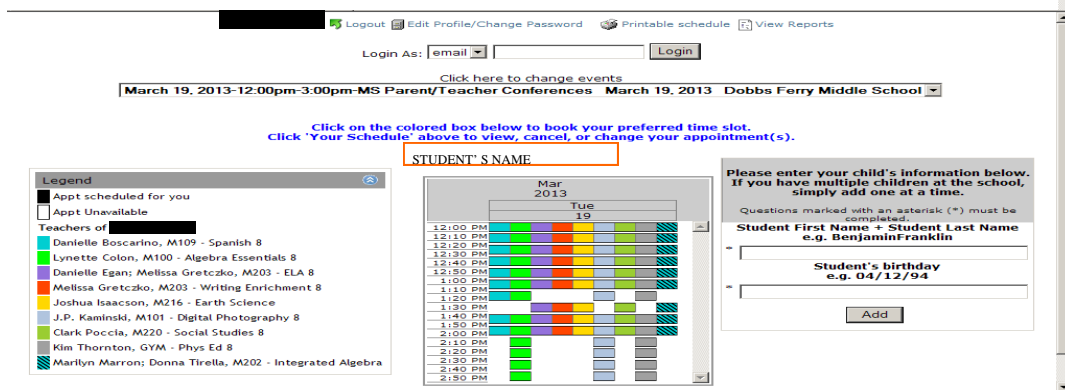 Logout Edit Profile/Change Password Printable schedule View Reports
Login As: email Login
Click here to change events
March 19, 2013-12:00pm-3:00pm-MS Parent/Teacher Conferences March 19, 2013 Dobbs Ferry Middle School
Click on the colored box below to book your preferred time slot.
Click 'Your Schedule' above to view, cancel, or change your appointment(s).
STUDENT' S NAME
Legend
Appt scheduled for you
Appt Unavailable
Teachers of
Danielle Boscarino, M109 - Spanish 8
Lynette Colon, M100 - Algebra Essentials 8
Danielle Egan; Melissa Gretczko, M203 - ELA 8
Melissa Gretczko, M203 - Writing Enrichment 8
Joshua Isaacson, M216 - Earth Science
J.P. Kaminski, M101 - Digital Photography 8
Clark Poccia, M220 - Social Studies 8
Kim Thornton, GYM - Phys Ed 8
Marilyn Marron; Donna Tirella, M202 - Integrated Algebra
Mar
2013
Tue
19
12:00 PM
12:10 PM
12:20 PM
12:30 PM
12:40 PM
12:50 PM
1:00 PM
1:10 PM
1:20 PM
1:30 PM
1:40 PM
1:50 PM
2:00 PM
2:10 PM
2:20 PM
2:30 PM
2:40 PM
2:50 PM
Please enter your child's information below.
If you have multiple children at the school,
simply add one at a time.
Questions marked with an asterisk (*) must be
completed.
Student First Name + Student Last Name
e.g. BenjaminFranklin
*
Student's birthday
e.g. 04/12/94
*
Add